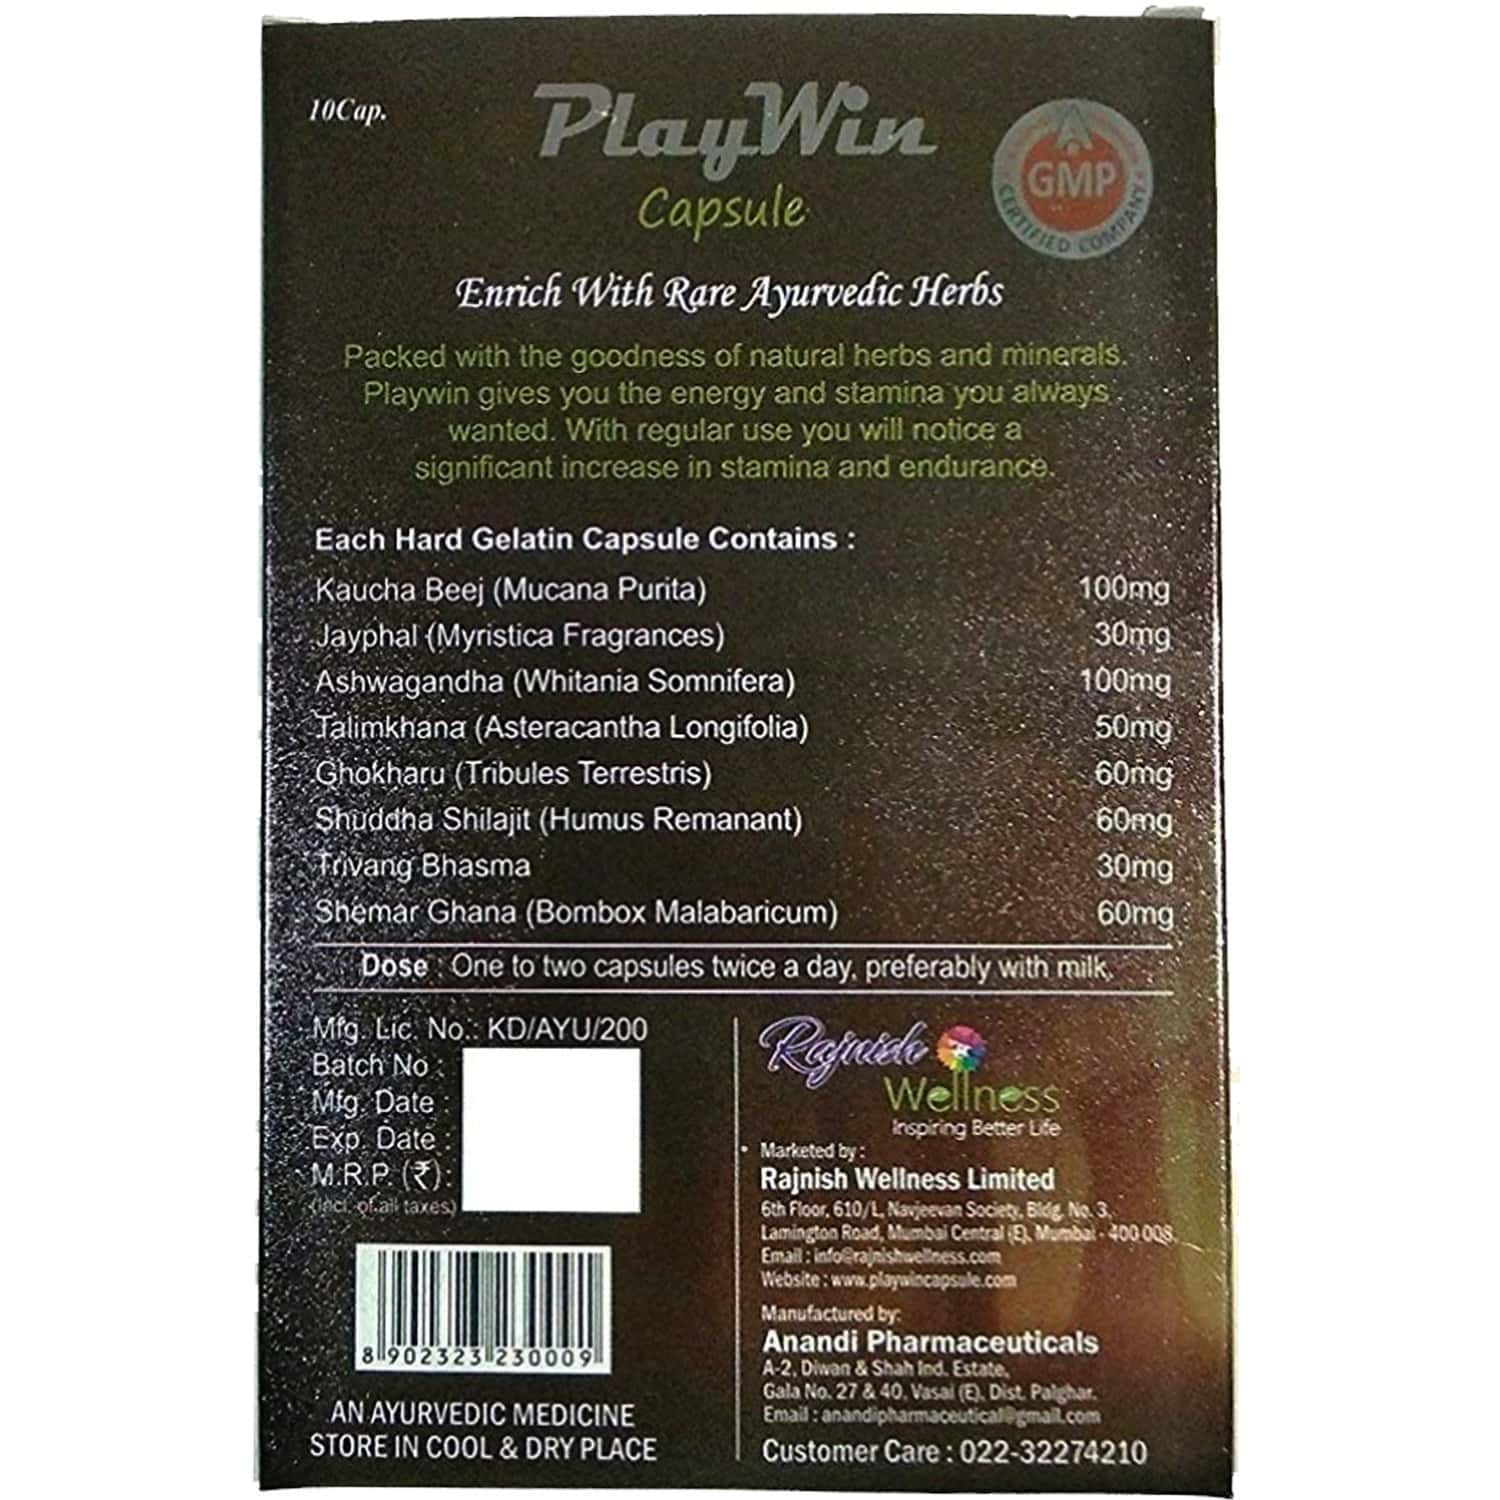 10Cap.
PlayWin
Capsule
GMP
CERTIFIED COMPANY
Enrich With Rare Ayurvedic Herbs
Packed with the goodness of natural herbs and minerals.
Playwin gives you the energy and stamina you always
wanted. With regular use you will notice a
significant increase in stamina and endurance.
Each Hard Gelatin Capsule Contains :
Kaucha Beej (Mucana Purita) 100mg
Jayphal (Myristica Fragrances) 30mg
Ashwagandha (Whitania Somnifera) 100mg
Talimkhana (Asteracantha Longifolia) 50mg
Ghokharu (Tribules Terrestris) 60mg
Shuddha Shilajit (Humus Remanant) 60mg
Trivang Bhasma 30mg
Shemar Ghana (Bombox Malabaricum) 60mg
Dose : One to two capsules twice a day, preferably with milk.
Mfg. Lic. No.: KD/AYU/200
Batch No :
Mfg. Date :
Exp. Date :
M.R.P. (₹):
(incl. of all taxes)
8 902323 230009
AN AYURVEDIC MEDICINE
STORE IN COOL & DRY PLACE
Rajnish
Wellness
Inspiring Better Life
Marketed by :
Rajnish Wellness Limited
6th Floor, 610/L, Navjeevan Society, Bldg. No. 3,
Lamington Road, Mumbai Central (E), Mumbai - 400 008.
Email : info@rajnishwellness.com
Website : www.playwincapsule.com
Manufactured by:
Anandi Pharmaceuticals
A-2, Diwan & Shah Ind. Estate,
Gala No. 27 & 40, Vasai (E), Dist. Palghar.
Email : anandipharmaceutical@gmail.com
Customer Care : 022-32274210